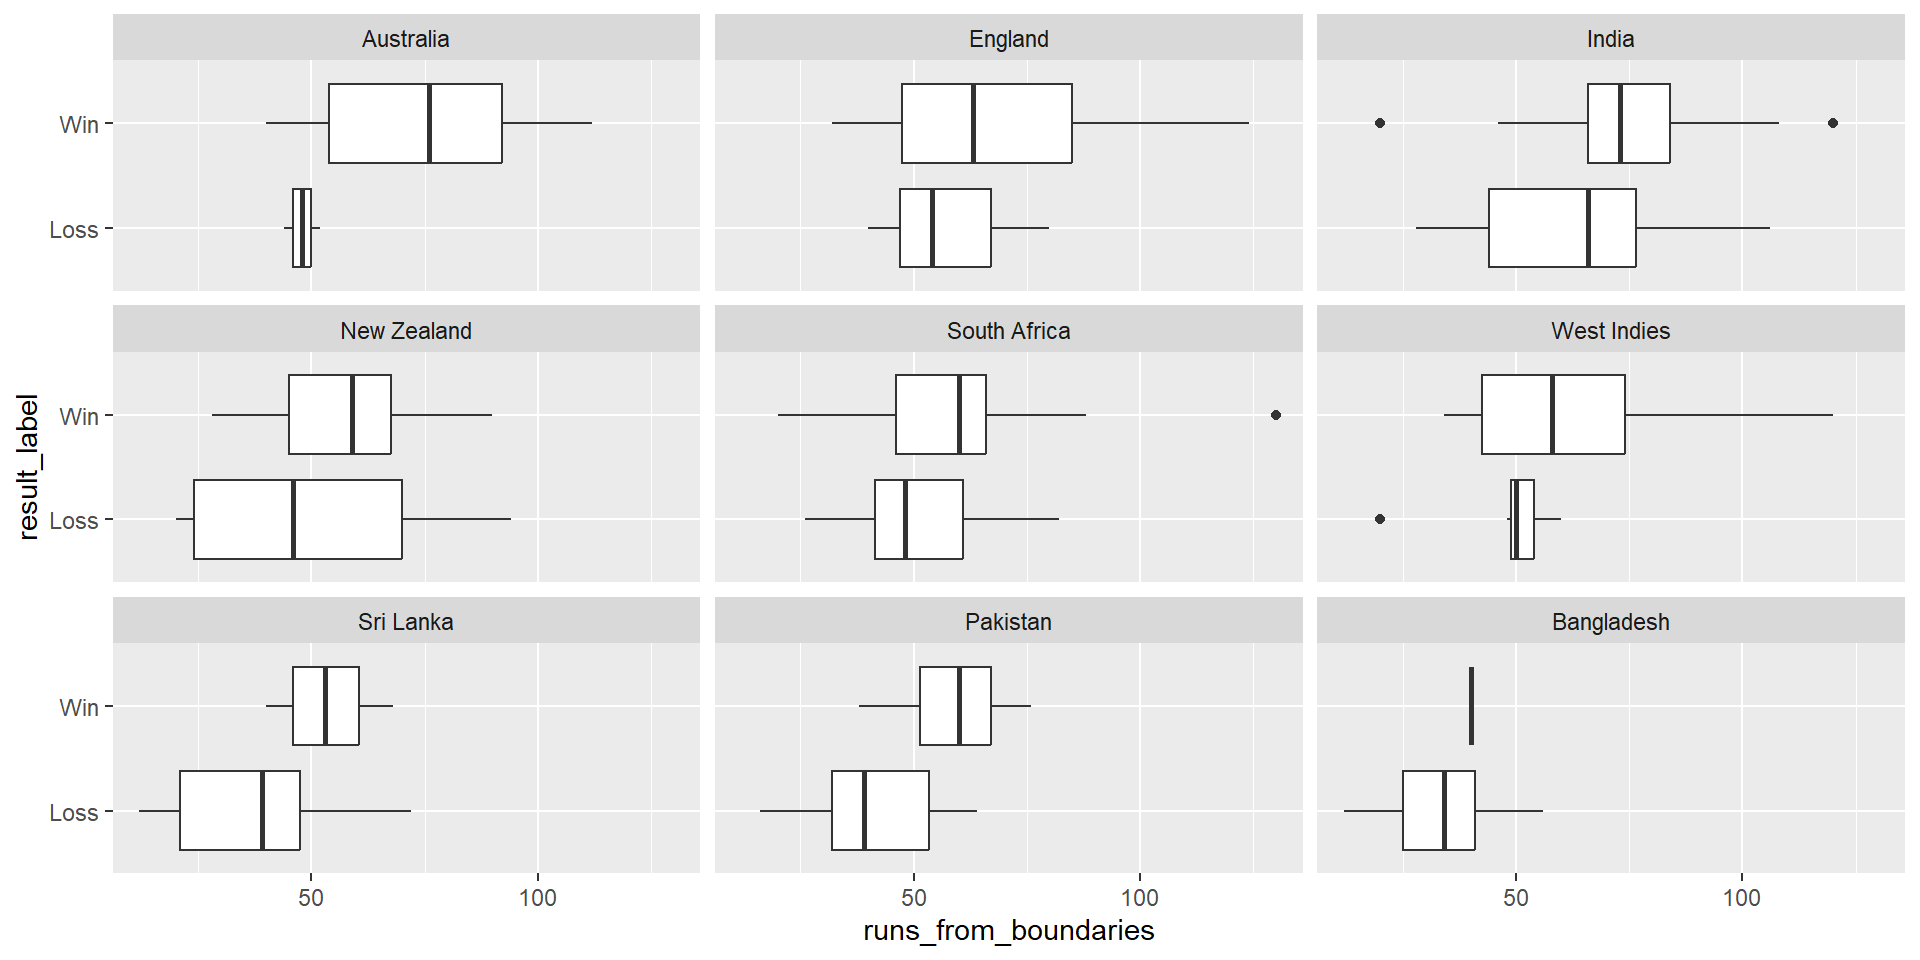 Australia
England
India
Win
Loss
New Zealand
South Africa
West Indies
result_label
Win
Loss
Sri Lanka
Pakistan
Bangladesh
Win
Loss
50
100
50
100
50
100
runs_from_boundaries